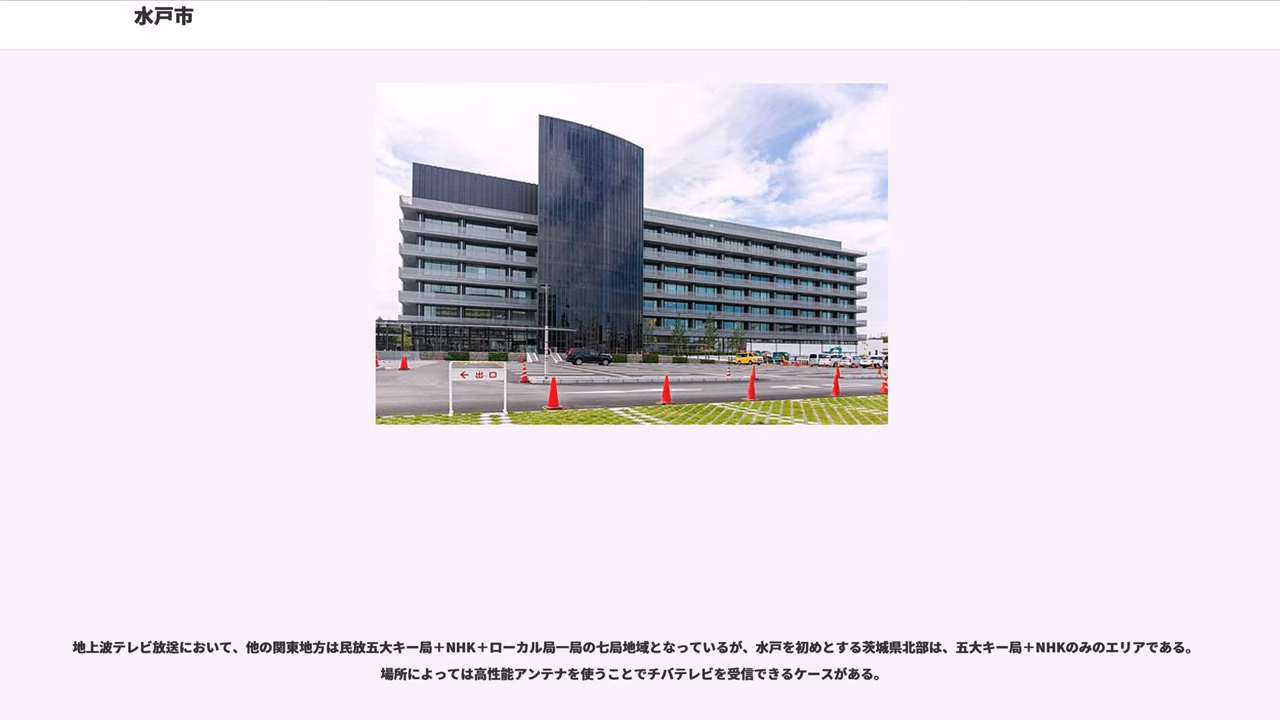 水戸市
← 出口
地上波テレビ放送において、他の関東地方は民放五大キー局＋NHK＋ローカル局一局の七局地域となっているが、水戸を初めとする茨城県北部は、五大キー局＋NHKのみのエリアである。
場所によっては高性能アンテナを使うことでチバテレビを受信できるケースがある。